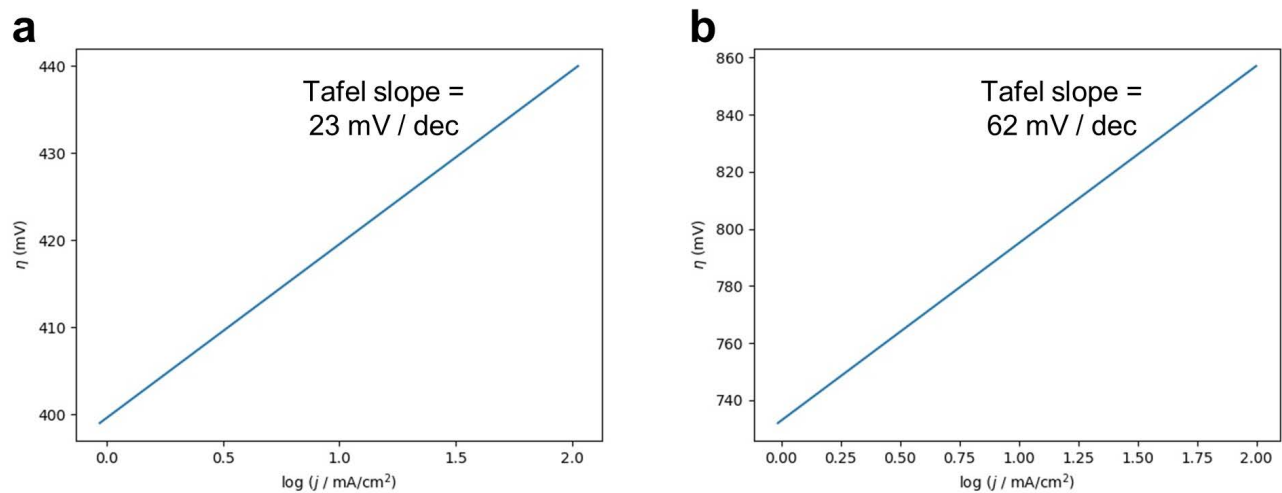 a
Tafel slope =
23 mV / dec
440
430
420
410
400
η (mV)
0.0 0.5 1.0 1.5 2.0
log (j / mA/cm²)
b
Tafel slope =
62 mV / dec
860
840
820
800
780
760
740
η (mV)
0.00 0.25 0.50 0.75 1.00 1.25 1.50 1.75 2.00
log (j / mA/cm²)